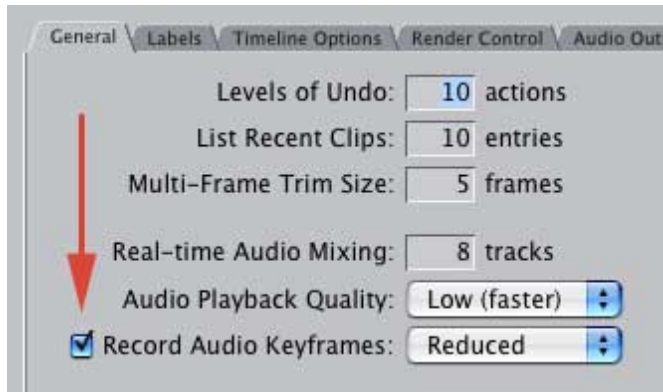 General Labels Timeline Options Render Control Audio Out
Levels of Undo: 10 actions
List Recent Clips: 10 entries
Multi-Frame Trim Size: 5 frames
Real-time Audio Mixing: 8 tracks
Audio Playback Quality: Low (faster)
Record Audio Keyframes: Reduced